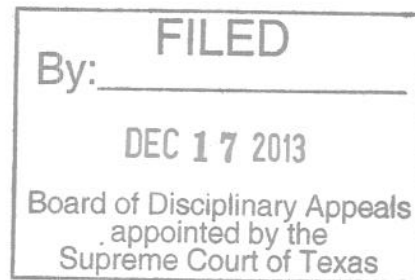 FILED
By:
DEC 17 2013
Board of Disciplinary Appeals
appointed by the
Supreme Court of Texas